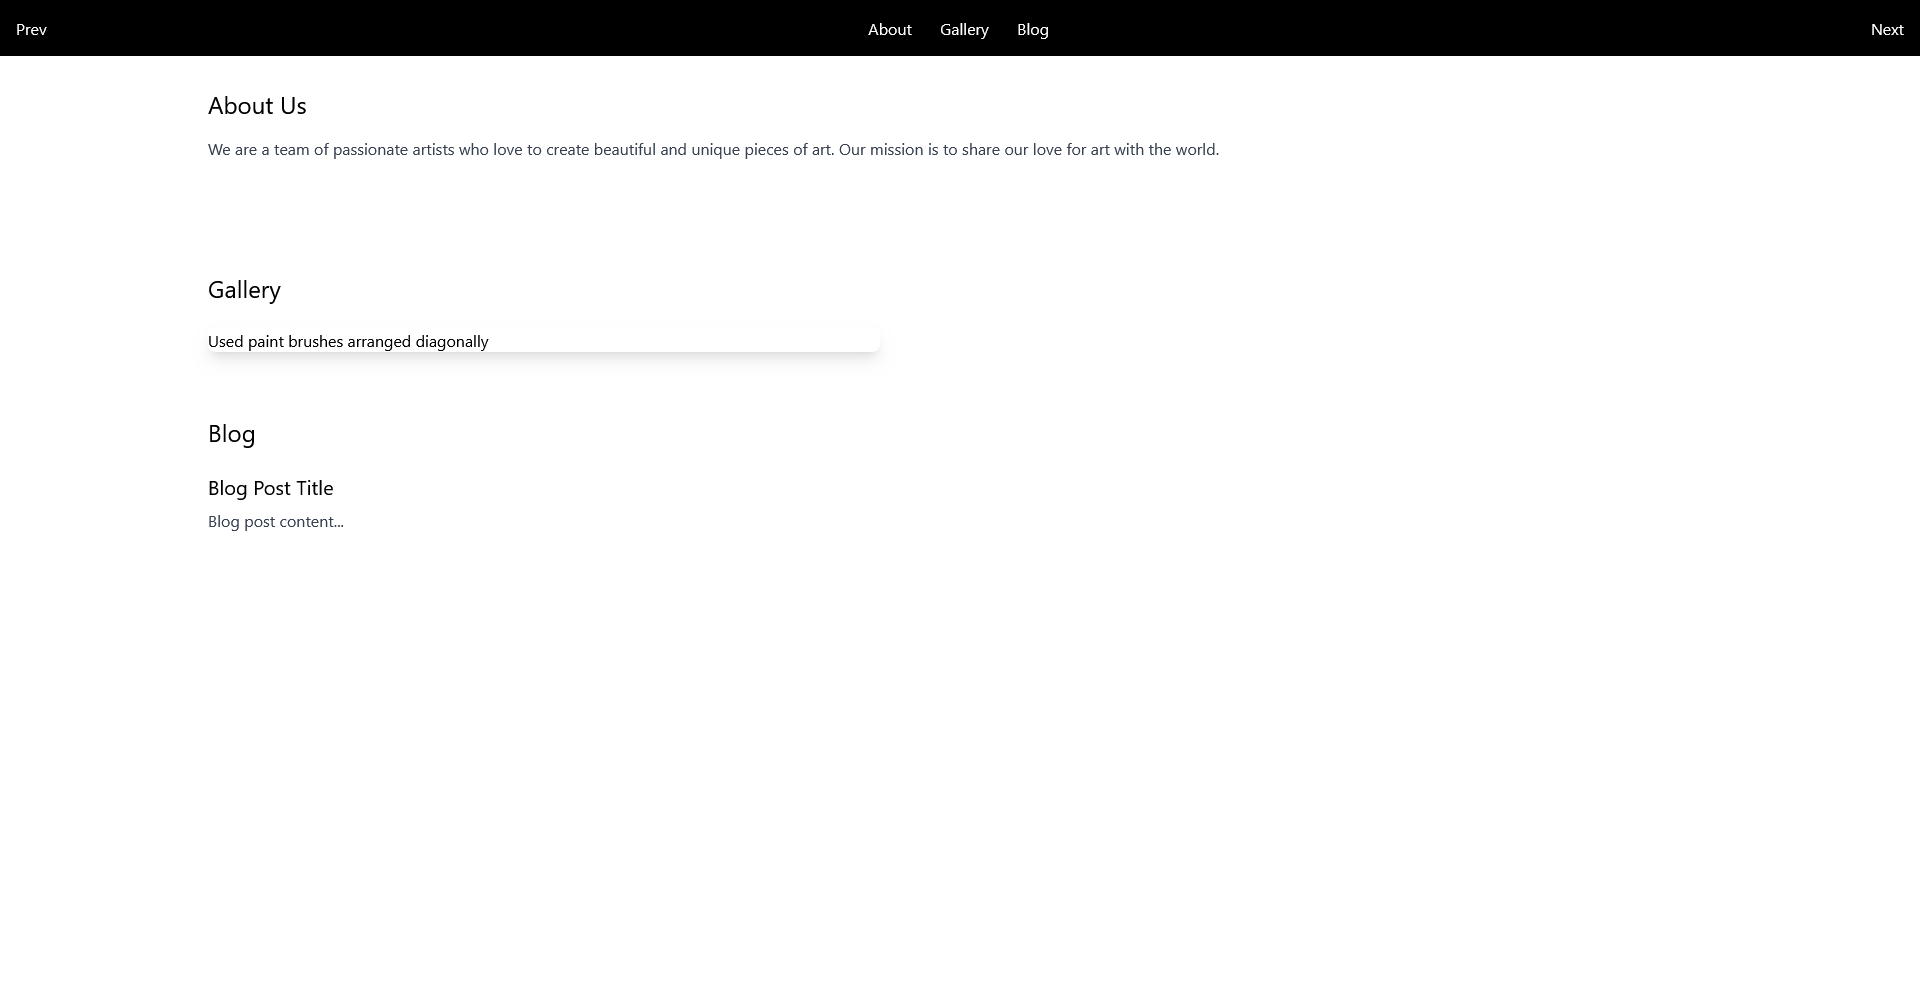 Prev About Gallery Blog Next
About Us
We are a team of passionate artists who love to create beautiful and unique pieces of art. Our mission is to share our love for art with the world.
Gallery
Used paint brushes arranged diagonally
Blog
Blog Post Title
Blog post content...